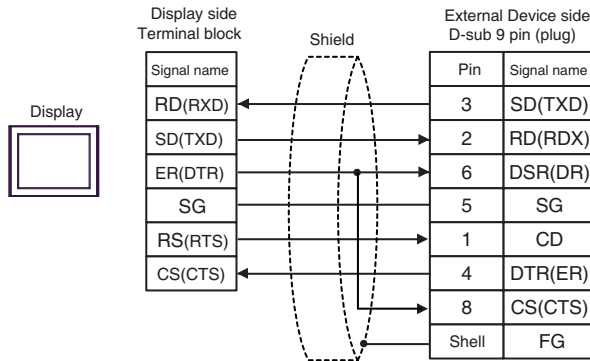 Display side
Terminal block
Shield
External Device side
D-sub 9 pin (plug)
Display
Signal name
Pin Signal name
RD(RXD) 3 SD(TXD)
SD(TXD) 2 RD(RDX)
ER(DTR) 6 DSR(DR)
SG 5 SG
RS(RTS) 1 CD
CS(CTS) 4 DTR(ER)
8 CS(CTS)
Shell FG